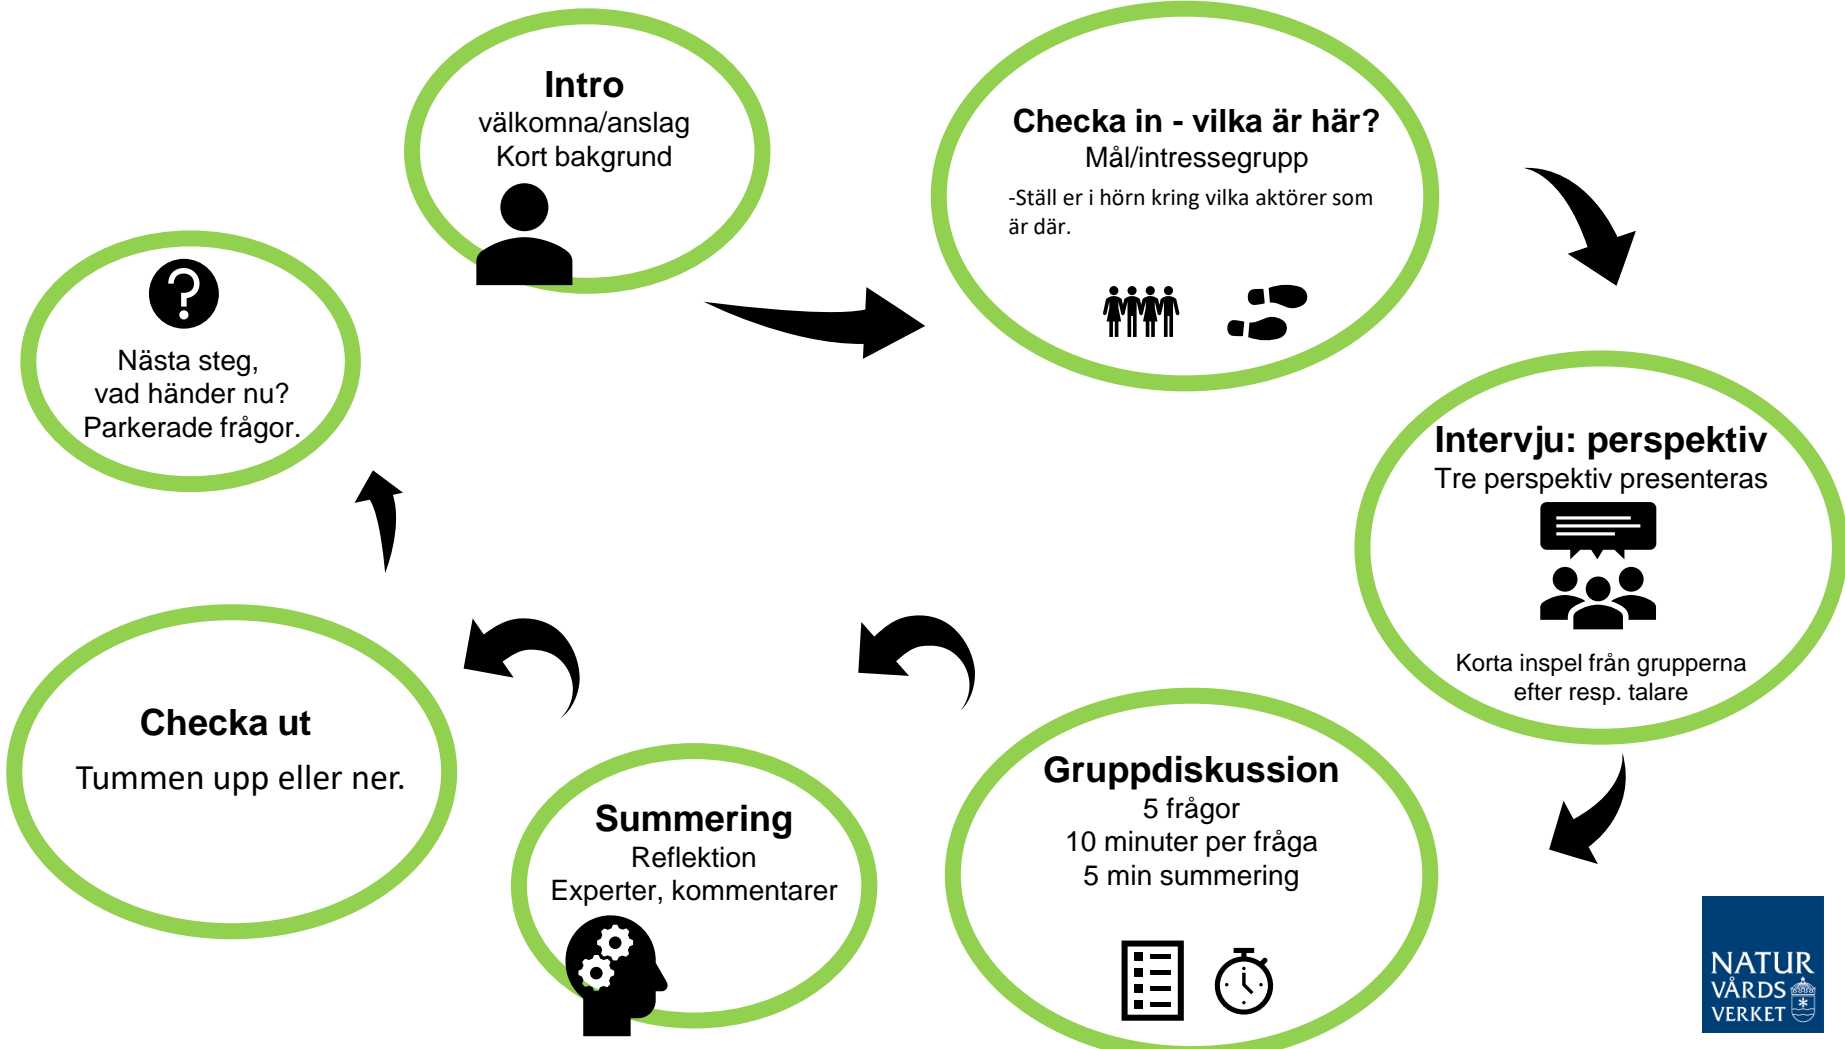 Intro
välkomna/anslag
Kort bakgrund
Checka in - vilka är här?
Mål/intressegrupp
-Ställ er i hörn kring vilka aktörer som
är där.
Intervju: perspektiv
Tre perspektiv presenteras
Korta inspel från grupperna
efter resp. talare
Gruppdiskussion
5 frågor
10 minuter per fråga
5 min summering
Summering
Reflektion
Experter, kommentarer
Checka ut
Tummen upp eller ner.
Nästa steg,
vad händer nu?
Parkerade frågor.
NATUR
VÅRDS
VERKET